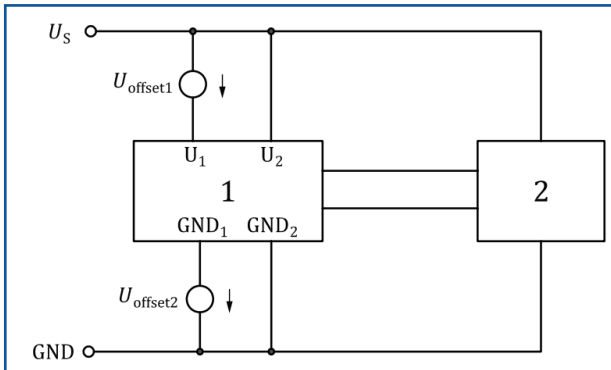 U_S
U_offset1
U_1 U_2
1
2
GND_1 GND_2
U_offset2
GND